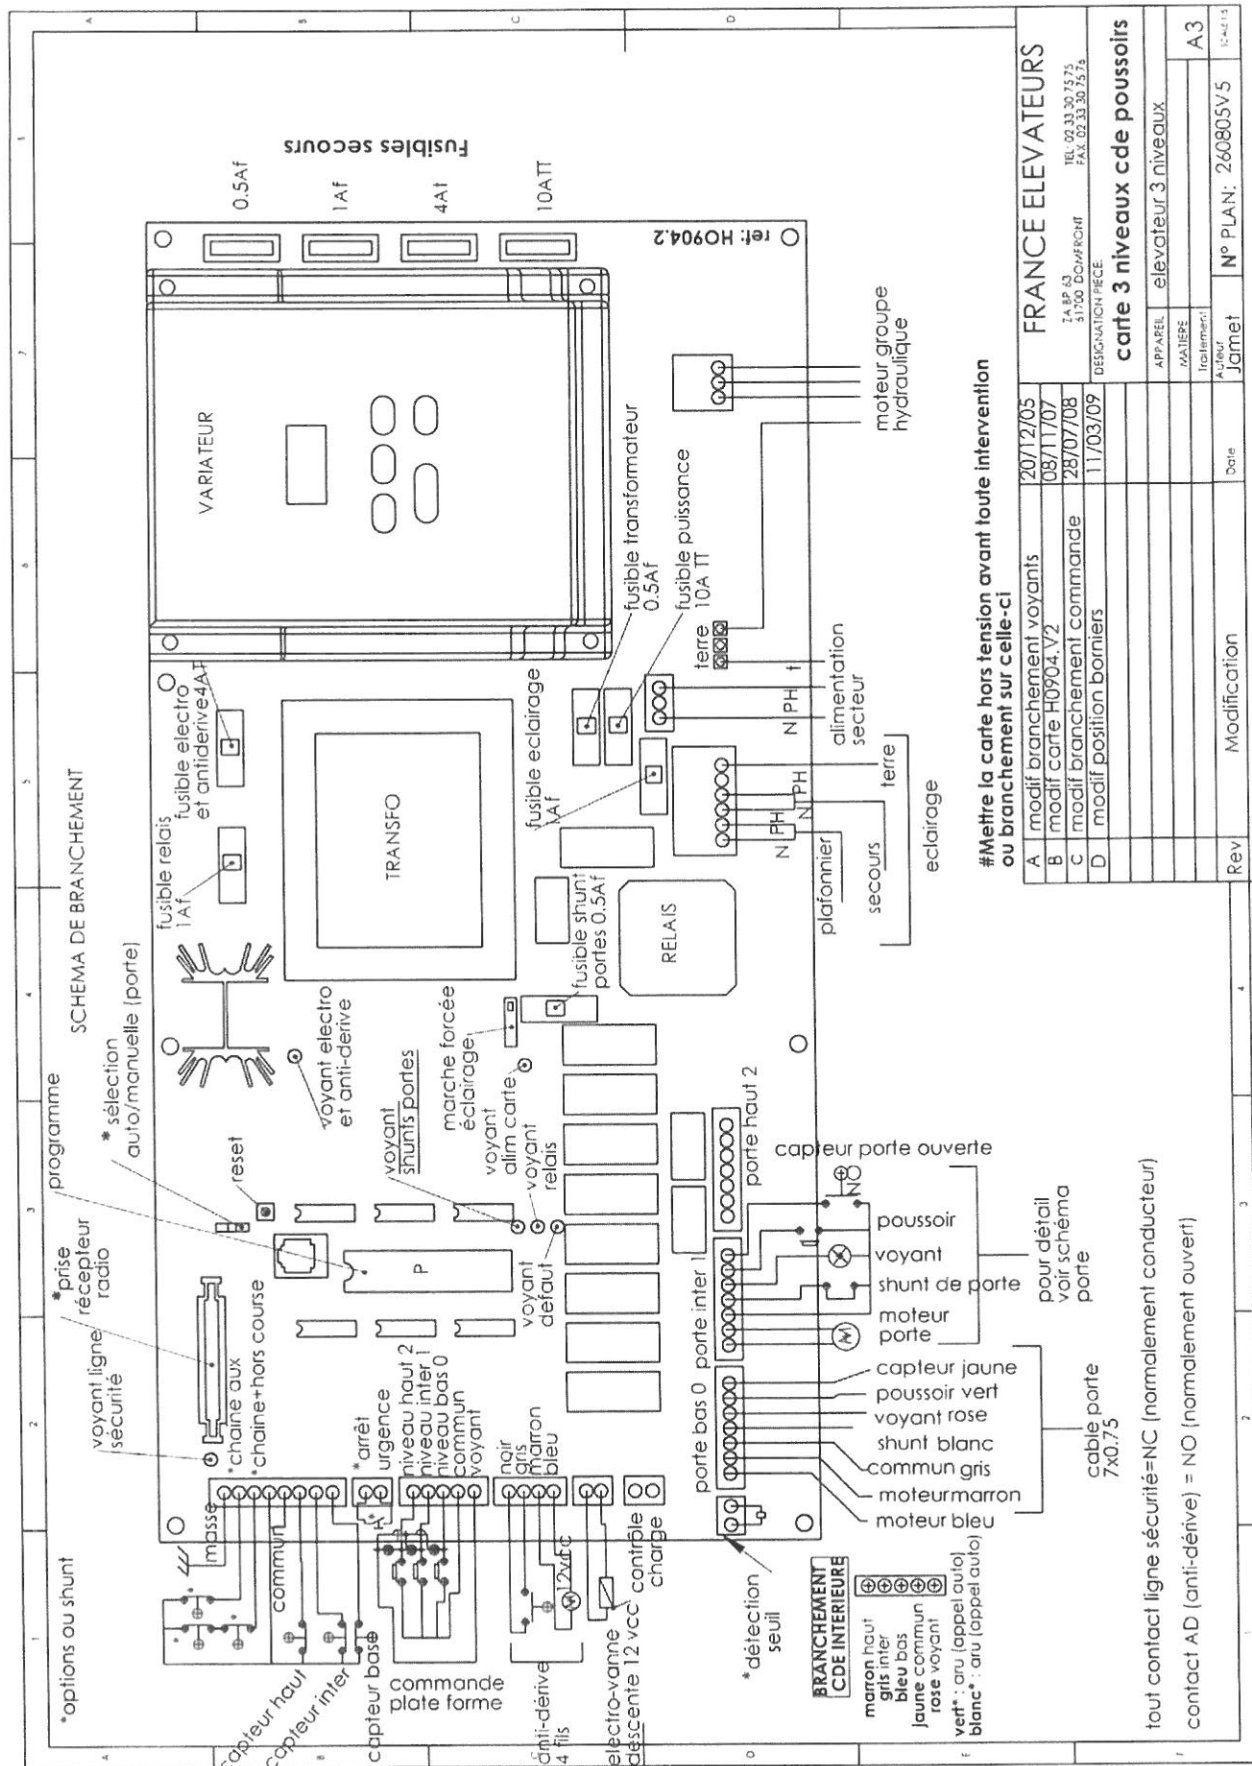 SCHEMA DE BRANCHEMENT
*options ou shunt
voyant ligne
sécurité
*prise
récepteur
radio
programme
* sélection
auto/manuelle (porte)
reset
fusible relais
1Af
fusible electro
et antiderive4AT
VARIATEUR
Fusibles secours
0.5Af
1Af
4At
10ATT
ref: HO904.2
masse
*chaine aux
*chaine+hors course
commun
capteur haut
capteur inter
capteur base
*arrêt
urgence
niveau haut 2
niveau inter 1
niveau bas 0
commun
voyant
commande
plate forme
noir
gris
marron
bleu
anti-dérive
4 fils
12vcc
electro-vanne
descente 12 vcc
contrôle
charge
P
voyant electro
et anti-derive
voyant
shunts portes
marche forcée
éclairage
voyant
alim carte
voyant
relais
voyant
defaut
TRANSFO
fusible shunt
portes 0.5Af
RELAIS
fusible eclairage
1Af
fusible transformateur
0.5Af
fusible puissance
10A TT
terre
*détection
seuil
porte bas 0
porte inter 1
porte haut 2
capteur jaune
poussoir vert
voyant rose
shunt blanc
commun gris
moteurmarron
moteur bleu
cable porte
7x0.75
capteur porte ouverte
NO
poussoir
voyant
shunt de porte
moteur
porte
M
pour détail
voir schéma
porte
N PH
plafonnier
N PH
secours
terre
eclairage
N PH t
alimentation
secteur
moteur groupe
hydraulique
BRANCHEMENT
CDE INTERIEURE
marron haut
gris inter
bleu bas
jaune commun
rose voyant
vert* : aru (appel auto)
blanc* : aru (appel auto)
tout contact ligne sécurité=NC (normalement conducteur)
contact AD (anti-dérive) = NO (normalement ouvert)
#Mettre la carte hors tension avant toute intervention
ou branchement sur celle-ci
A modif branchement voyants 20/12/05
B modif carte H0904.V2 08/11/07
C modif branchement commande 28/07/08
D modif position borniers 11/03/09
Rev Modification Date
FRANCE ELEVATEURS
ZA BP 63
61700 DOMFRONT
TEL: 02 33 30 75 75
FAX: 02 33 30 75 76
DESIGNATION PIECE:
carte 3 niveaux cde poussoirs
APPAREIL elevateur 3 niveaux
MATIERE
Traitement
A3
Auteur
Jamet
N° PLAN: 260805V5